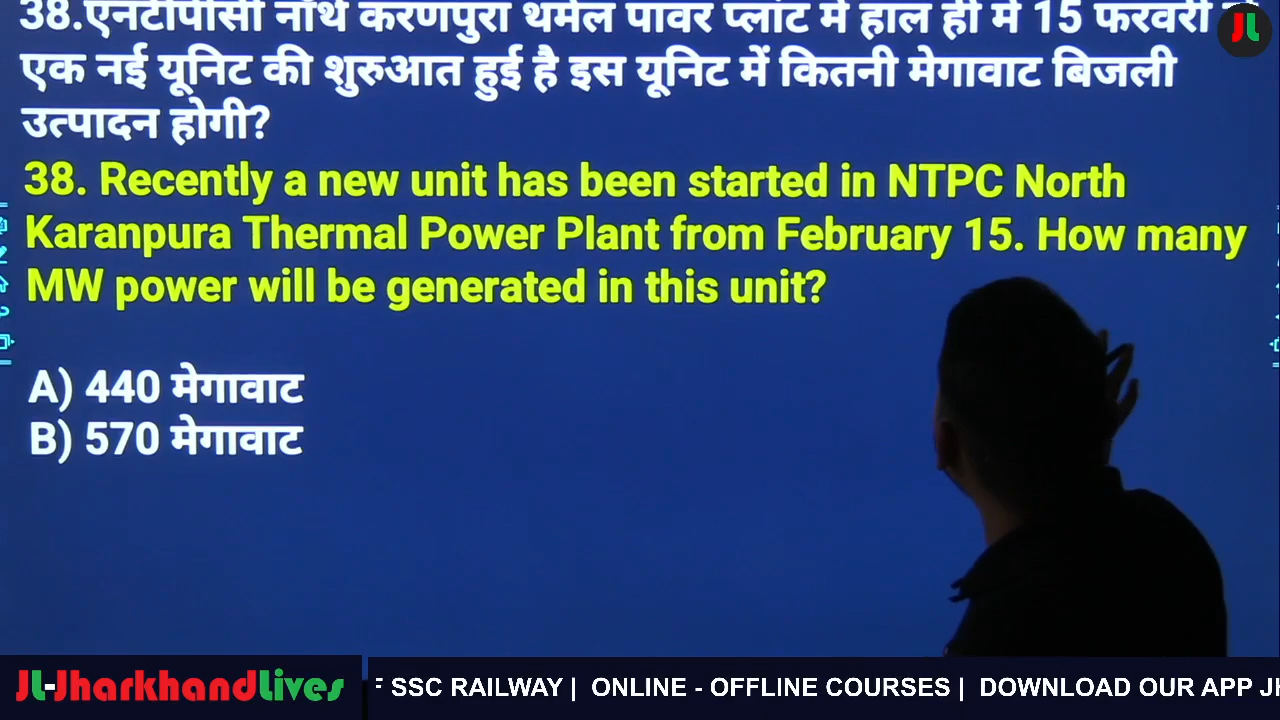 38.एनटीपीसी नॉर्थ करणपुरा थर्मल पावर प्लांट में हाल ही में 15 फरवरी
एक नई यूनिट की शुरुआत हुई है इस यूनिट में कितनी मेगावाट बिजली
उत्पादन होगी?
38. Recently a new unit has been started in NTPC North
Karanpura Thermal Power Plant from February 15. How many
MW power will be generated in this unit?
A) 440 मेगावाट
B) 570 मेगावाट
JL
JL-JharkhandLives
SSC RAILWAY | ONLINE - OFFLINE COURSES | DOWNLOAD OUR APP